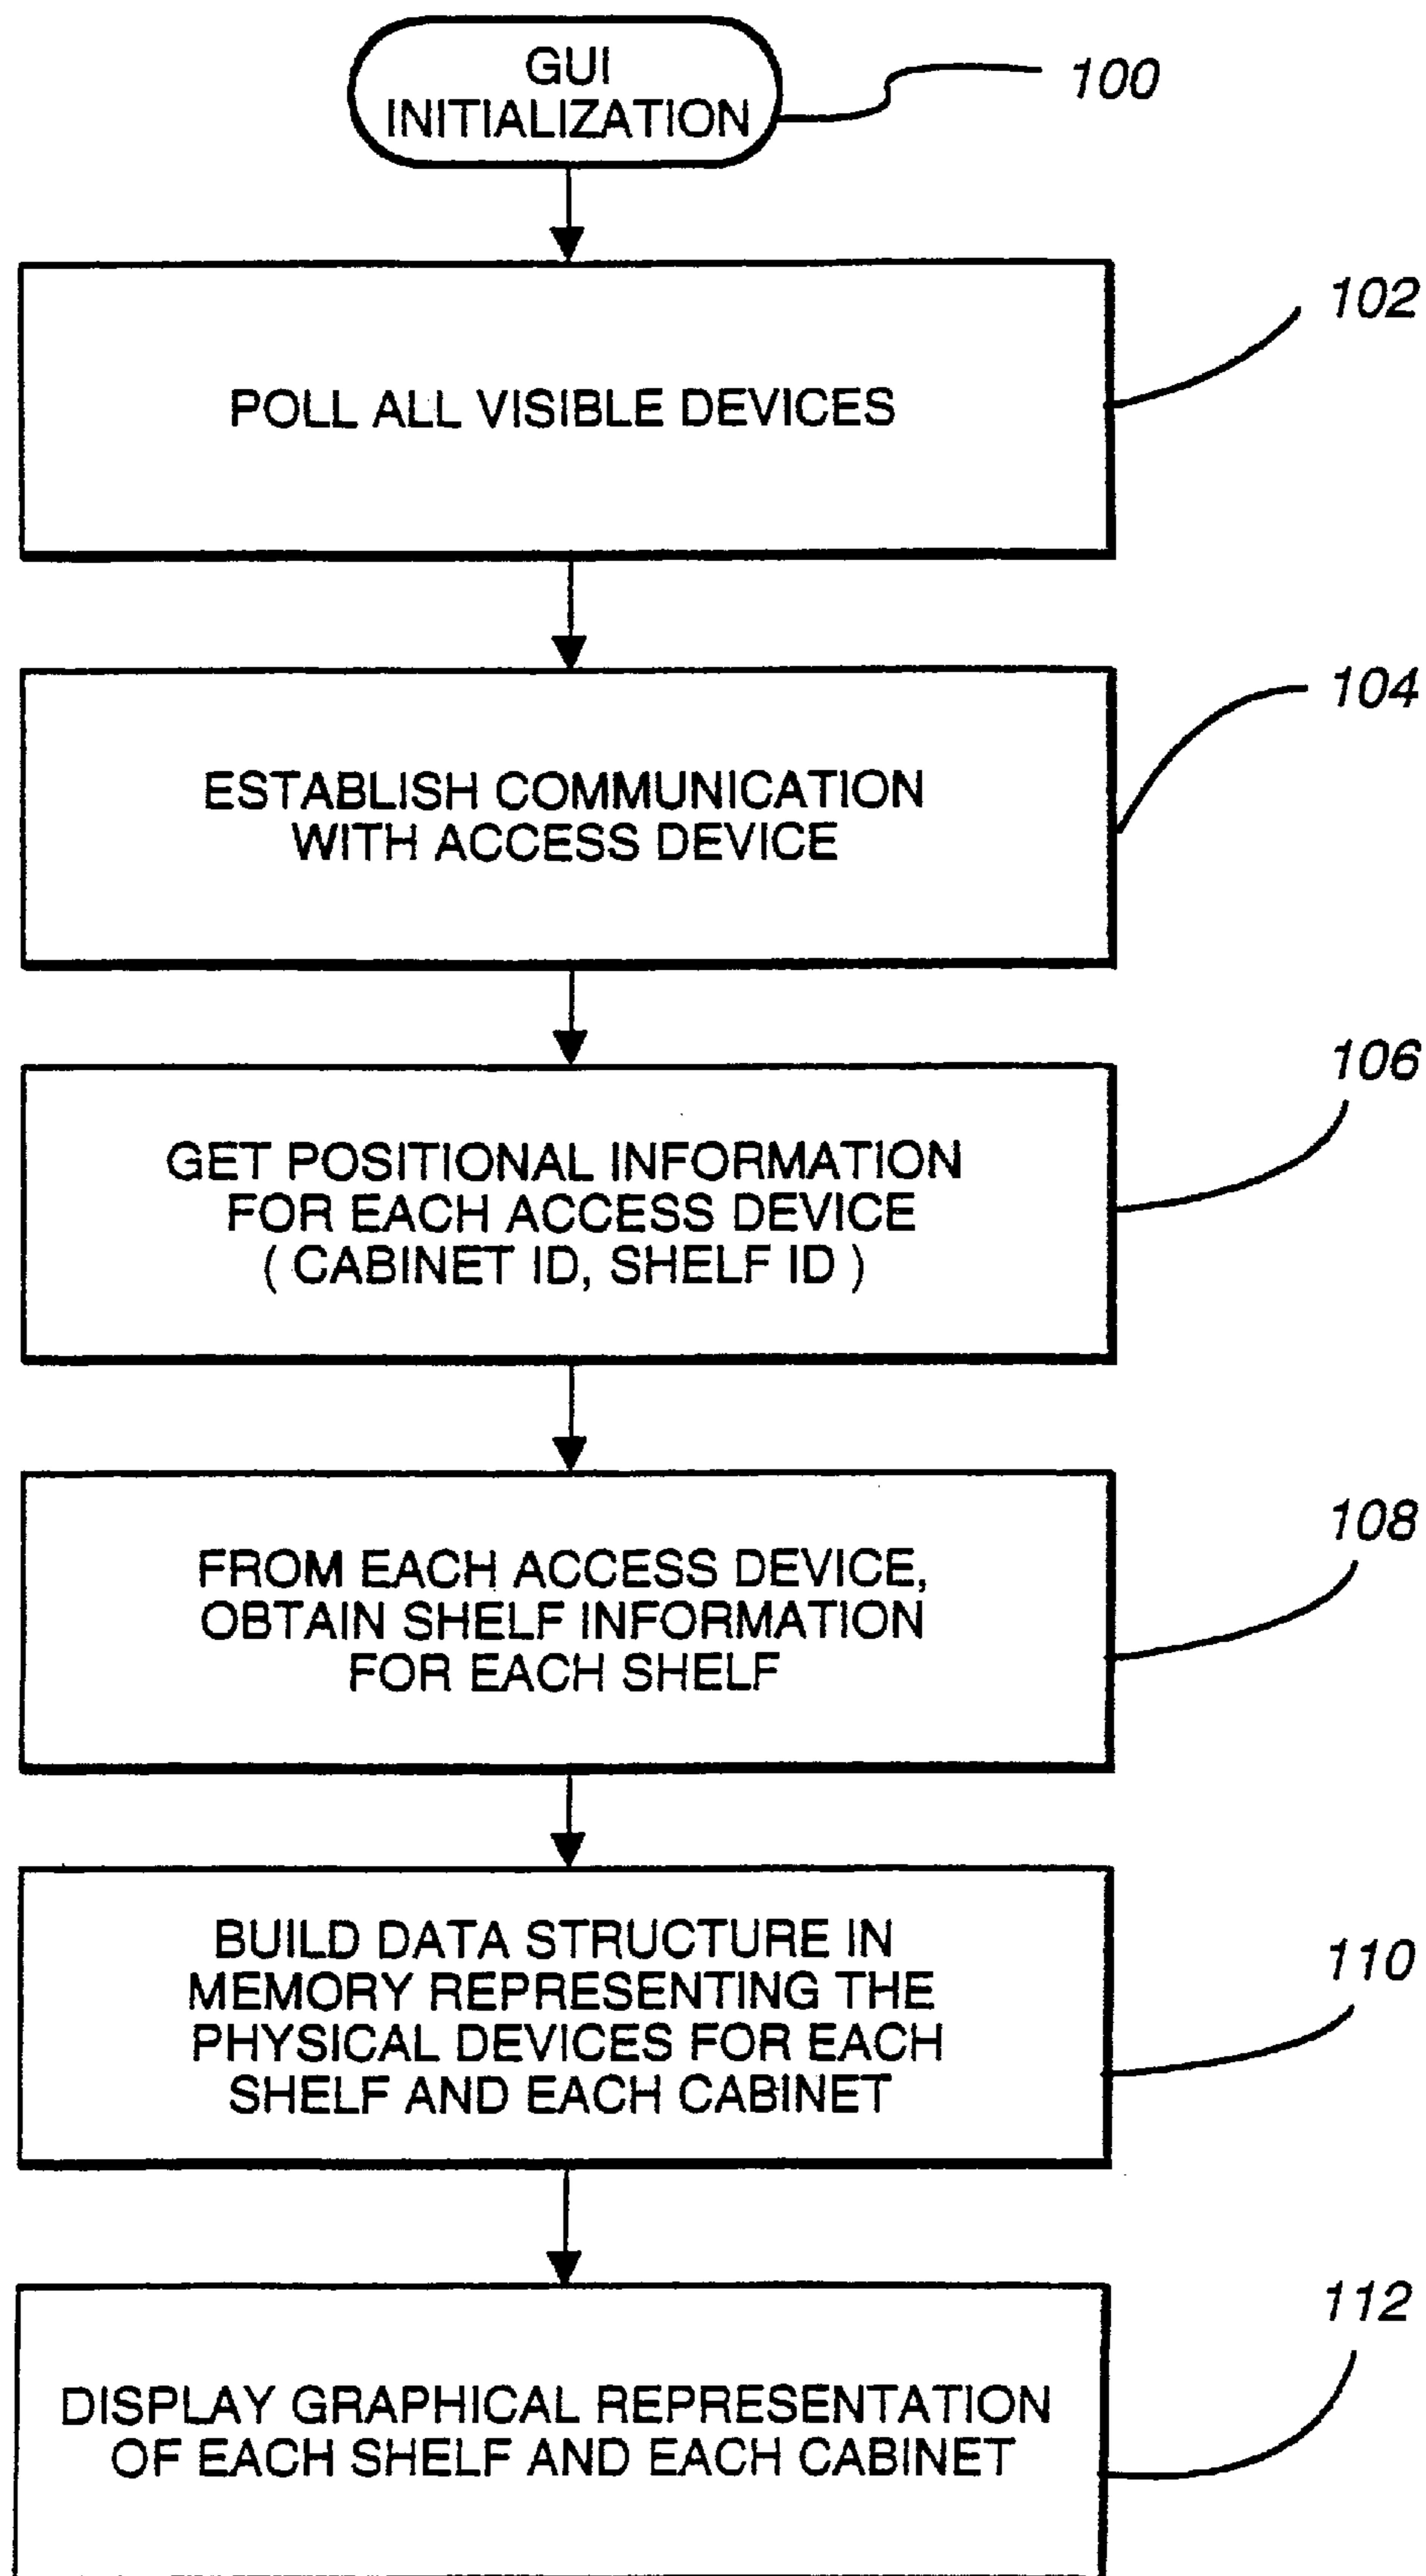 GUI
INITIALIZATION
100
102
POLL ALL VISIBLE DEVICES
104
ESTABLISH COMMUNICATION
WITH ACCESS DEVICE
106
GET POSITIONAL INFORMATION
FOR EACH ACCESS DEVICE
( CABINET ID, SHELF ID )
108
FROM EACH ACCESS DEVICE,
OBTAIN SHELF INFORMATION
FOR EACH SHELF
110
BUILD DATA STRUCTURE IN
MEMORY REPRESENTING THE
PHYSICAL DEVICES FOR EACH
SHELF AND EACH CABINET
112
DISPLAY GRAPHICAL REPRESENTATION
OF EACH SHELF AND EACH CABINET